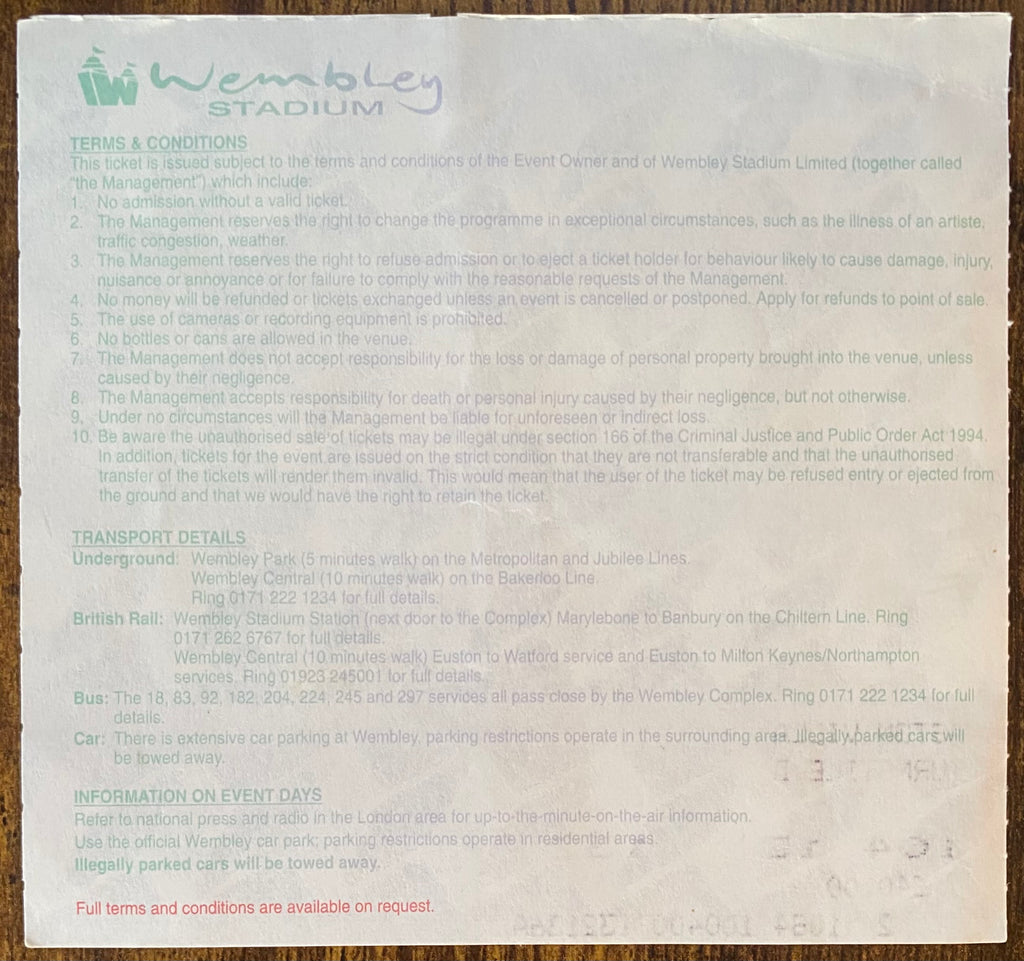 Wembley
STADIUM
TERMS & CONDITIONS
This ticket is issued subject to the terms and conditions of the Event Owner and of Wembley Stadium Limited (together called
"the Management") which include:
1. No admission without a valid ticket.
2. The Management reserves the right to change the programme in exceptional circumstances, such as the illness of an artiste,
traffic congestion, weather.
3. The Management reserves the right to refuse admission or to eject a ticket holder for behaviour likely to cause damage, injury,
nuisance or annoyance or for failure to comply with the reasonable requests of the Management.
4. No money will be refunded or tickets exchanged unless an event is cancelled or postponed. Apply for refunds to point of sale.
5. The use of cameras or recording equipment is prohibited.
6. No bottles or cans are allowed in the venue.
7. The Management does not accept responsibility for the loss or damage of personal property brought into the venue, unless
caused by their negligence.
8. The Management accepts responsibility for death or personal injury caused by their negligence, but not otherwise.
9. Under no circumstances will the Management be liable for unforeseen or indirect loss.
10. Be aware the unauthorised sale of tickets may be illegal under section 166 of the Criminal Justice and Public Order Act 1994.
In addition, tickets for the event are issued on the strict condition that they are not transferable and that the unauthorised
transfer of the tickets will render them invalid. This would mean that the user of the ticket may be refused entry or ejected from
the ground and that we would have the right to retain the ticket.
TRANSPORT DETAILS
Underground: Wembley Park (5 minutes walk) on the Metropolitan and Jubilee Lines.
Wembley Central (10 minutes walk) on the Bakerloo Line.
Ring 0171 222 1234 for full details.
British Rail: Wembley Stadium Station (next door to the Complex) Marylebone to Banbury on the Chiltern Line. Ring
0171 262 6767 for full details.
Wembley Central (10 minutes walk) Euston to Watford service and Euston to Milton Keynes/Northampton
services. Ring 01923 245001 for full details.
Bus: The 18, 83, 92, 182, 204, 224, 245 and 297 services all pass close by the Wembley Complex. Ring 0171 222 1234 for full
details.
Car: There is extensive car parking at Wembley, parking restrictions operate in the surrounding area. Illegally parked cars will
be towed away.
INFORMATION ON EVENT DAYS
Refer to national press and radio in the London area for up-to-the-minute-on-the-air information.
Use the official Wembley car park; parking restrictions operate in residential areas.
Illegally parked cars will be towed away.
Full terms and conditions are available on request.